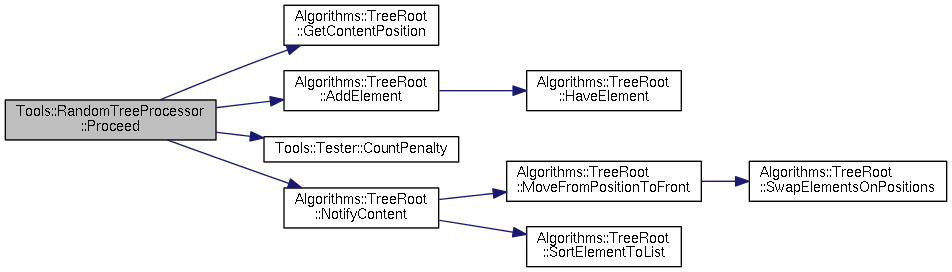 Tools::RandomTreeProcessor
::Proceed
Algorithms::TreeRoot
::GetContentPosition
Algorithms::TreeRoot
::AddElement
Algorithms::TreeRoot
::HaveElement
Tools::Tester::CountPenalty
Algorithms::TreeRoot
::NotifyContent
Algorithms::TreeRoot
::MoveFromPositionToFront
Algorithms::TreeRoot
::SwapElementsOnPositions
Algorithms::TreeRoot
::SortElementToList